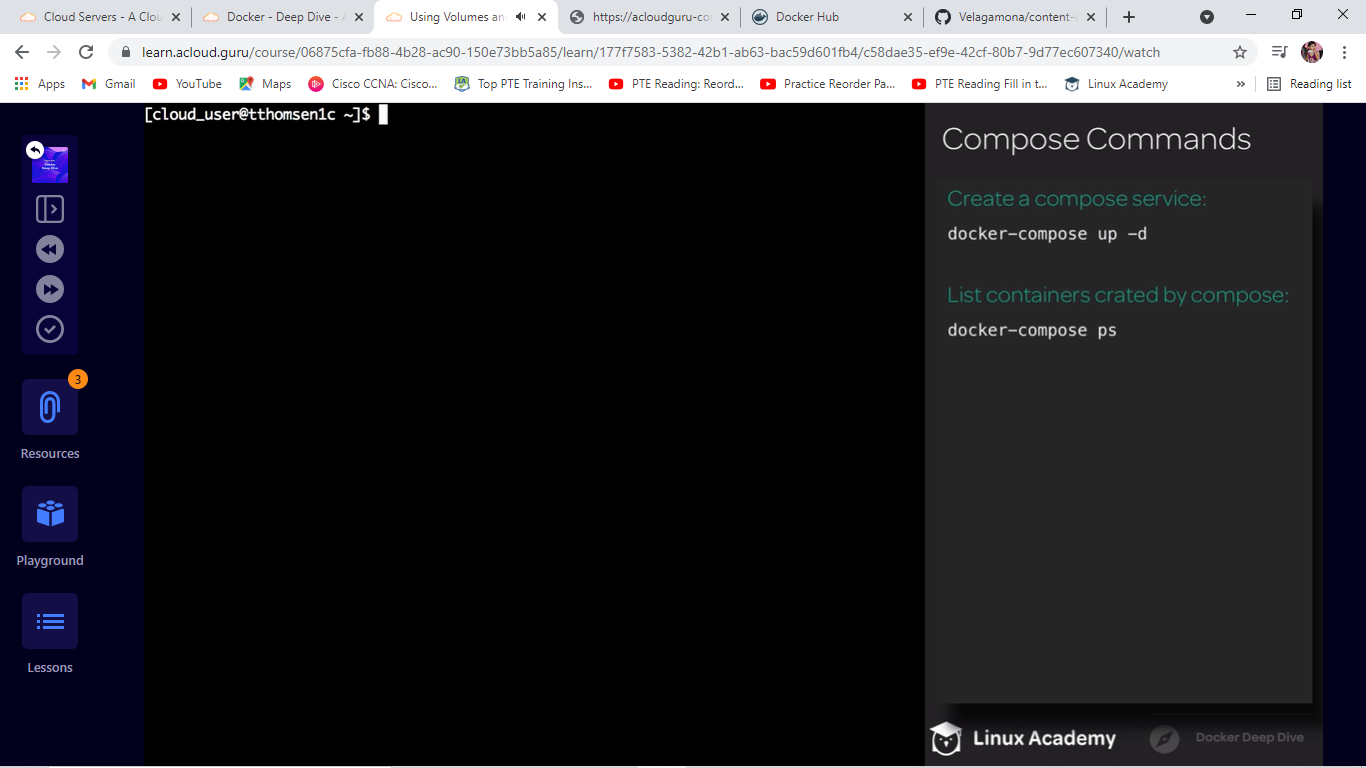 Cloud Servers - A Clou
Docker - Deep Dive - A
Using Volumes and
https://acloudguru-co
Docker Hub
Velagamona/content-
learn.acloud.guru/course/06875cfa-fb88-4b28-ac90-150e73bb5a85/learn/177f7583-5382-42b1-ab63-bac59d601fb4/c58dae35-ef9e-42cf-80b7-9d77ec607340/watch
Apps
Gmail
YouTube
Maps
Cisco CCNA: Cisco...
Top PTE Training Ins...
PTE Reading: Reord...
Practice Reorder Pa...
PTE Reading Fill in t...
Linux Academy
»
Reading list
[cloud_user@tthomsen1c ~]$
Docker
Deep Dive
3
Resources
Playground
Lessons
Compose Commands
Create a compose service:
docker-compose up -d
List containers crated by compose:
docker-compose ps
Linux Academy
Docker Deep Dive